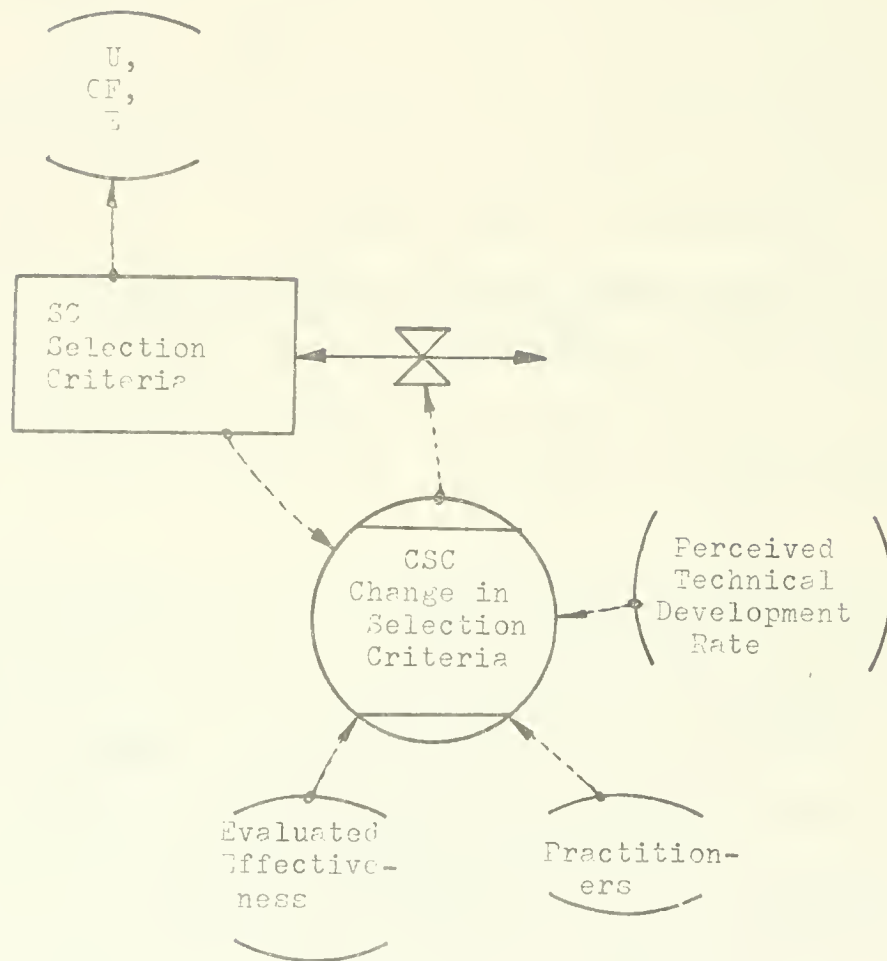 U,
CF,
SC
Selection
Criteria
CSC
Change in
Selection
Criteria
Perceived
Technical
Development
Rate
Evaluated
Effective-
ness
Practition-
ers